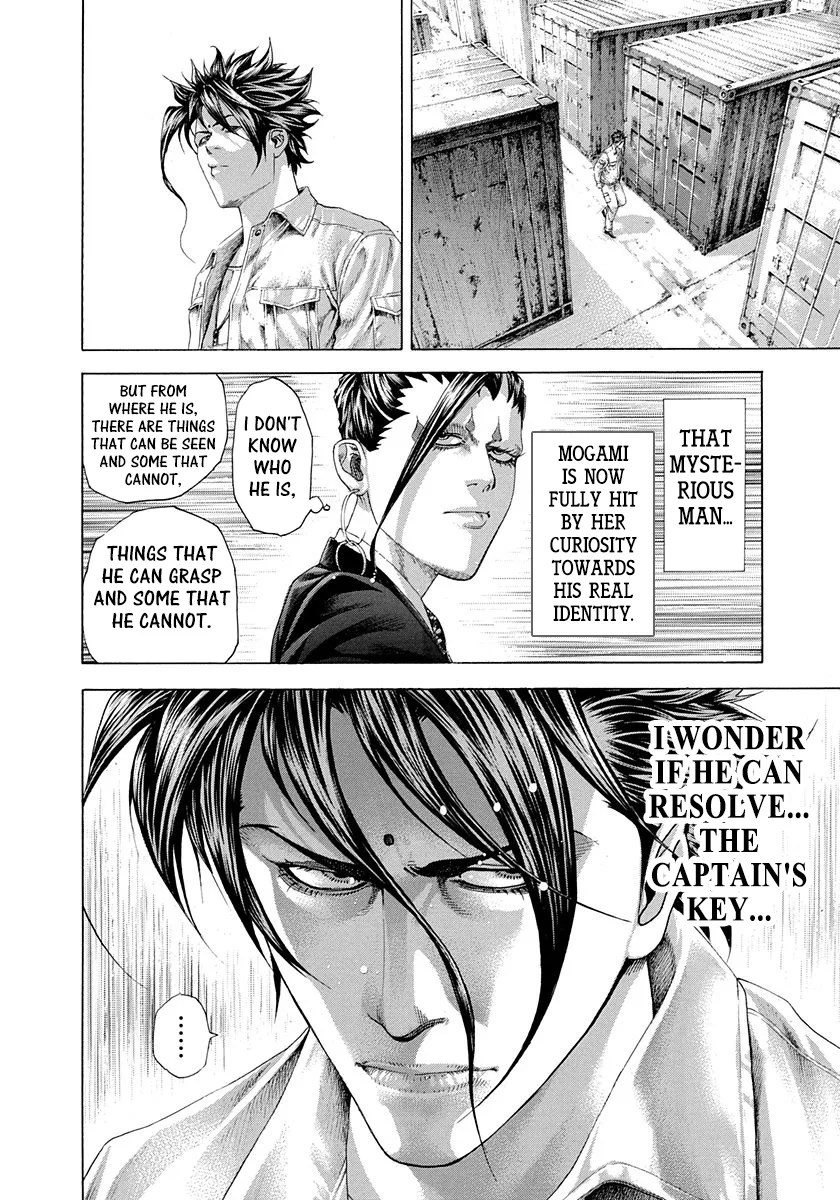 THAT
MYSTE-
RIOUS
MAN...
MOGAMI
IS NOW
FULLY HIT
BY HER
CURIOSITY
TOWARDS
HIS REAL
IDENTITY.
I DON'T
KNOW
WHO
HE IS,
BUT FROM
WHERE HE IS,
THERE ARE THINGS
THAT CAN BE SEEN
AND SOME THAT
CANNOT,
THINGS THAT
HE CAN GRASP
AND SOME THAT
HE CANNOT.
I WONDER
IF HE CAN
RESOLVE...
THE
CAPTAIN'S
KEY...
......